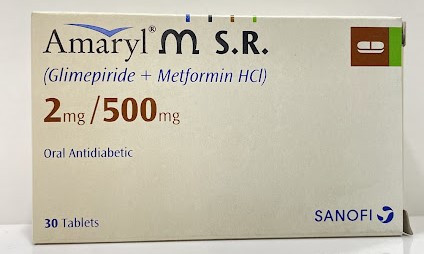 Amaryl® M S.R.
(Glimepiride + Metformin HCl)
2mg/500mg
Oral Antidiabetic
30 Tablets
SANOFI